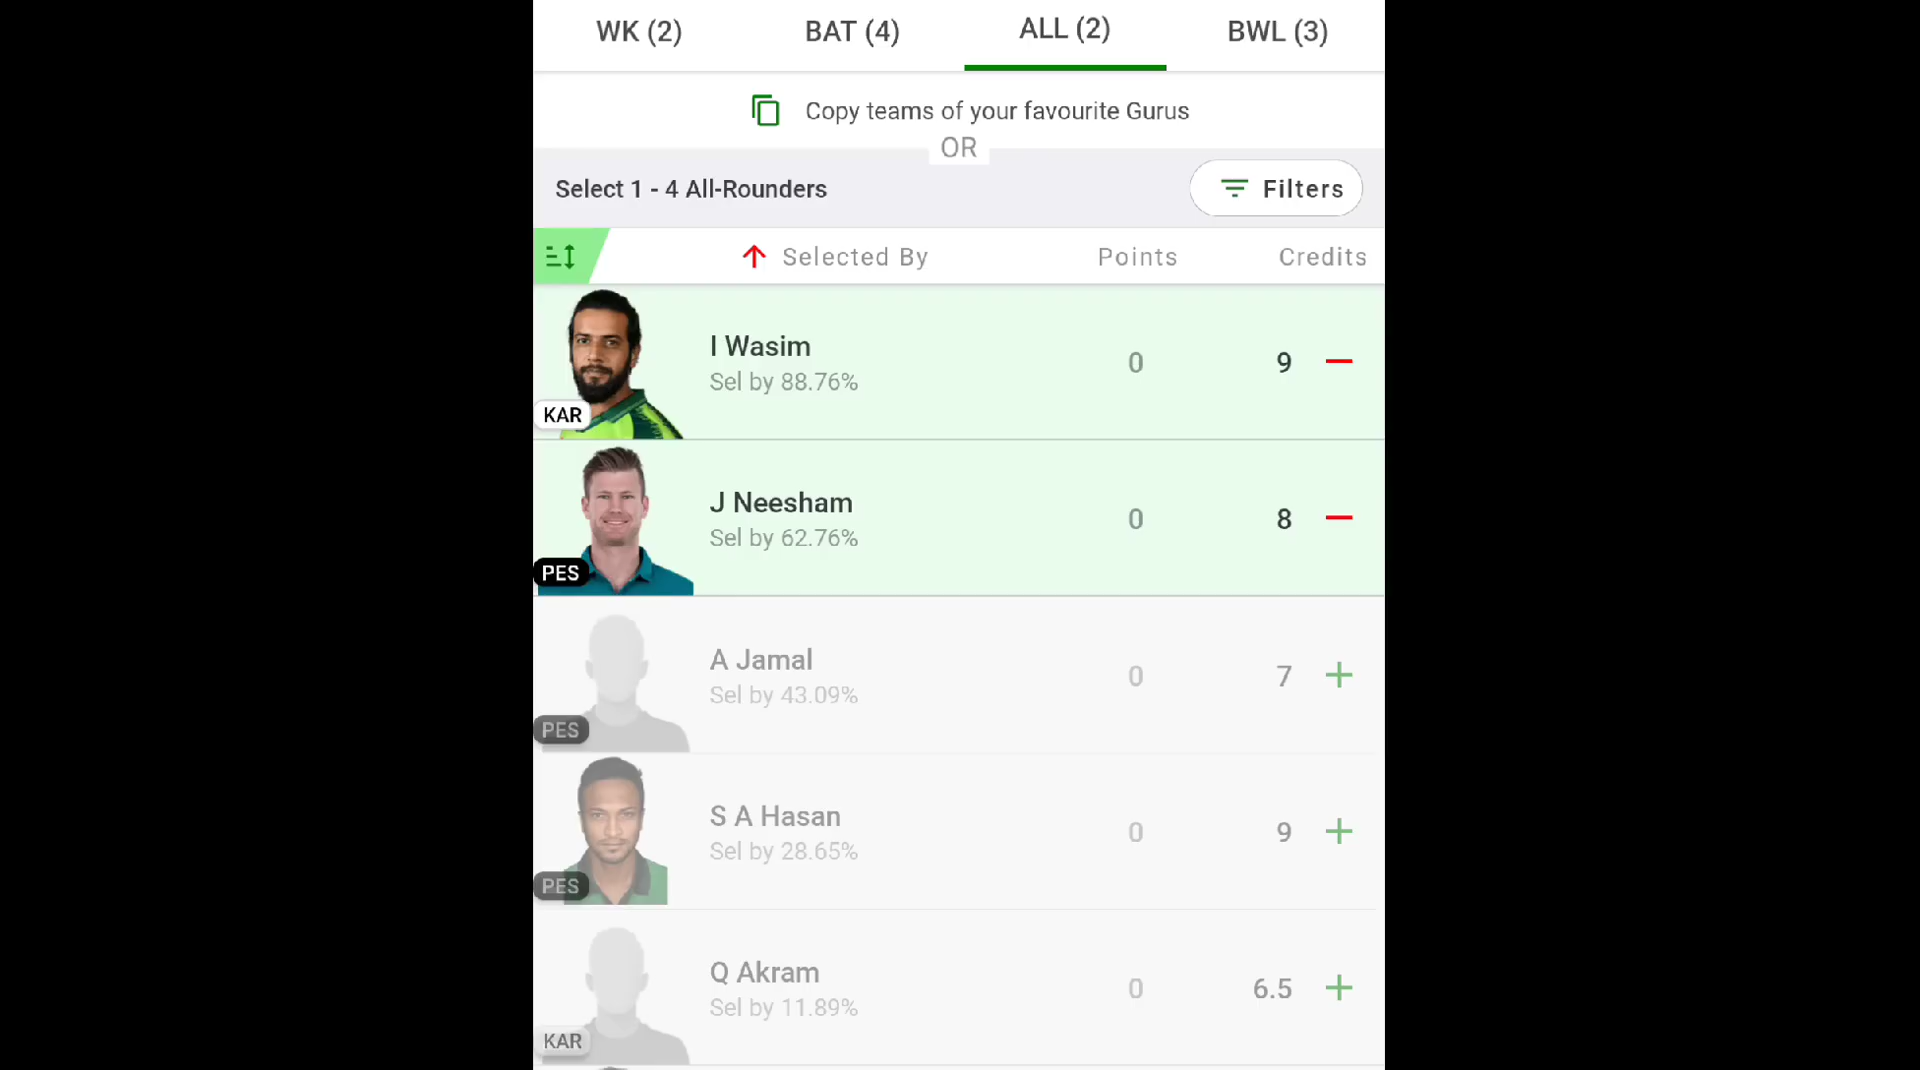 WK (2) BAT (4) ALL (2) BWL (3)
Copy teams of your favourite Gurus
OR
Select 1 - 4 All-Rounders Filters
Selected By Points Credits
I Wasim
Sel by 88.76%
0 9
KAR
J Neesham
Sel by 62.76%
0 8
PES
A Jamal
Sel by 43.09%
0 7
PES
S A Hasan
Sel by 28.65%
0 9
PES
Q Akram
Sel by 11.89%
0 6.5
KAR